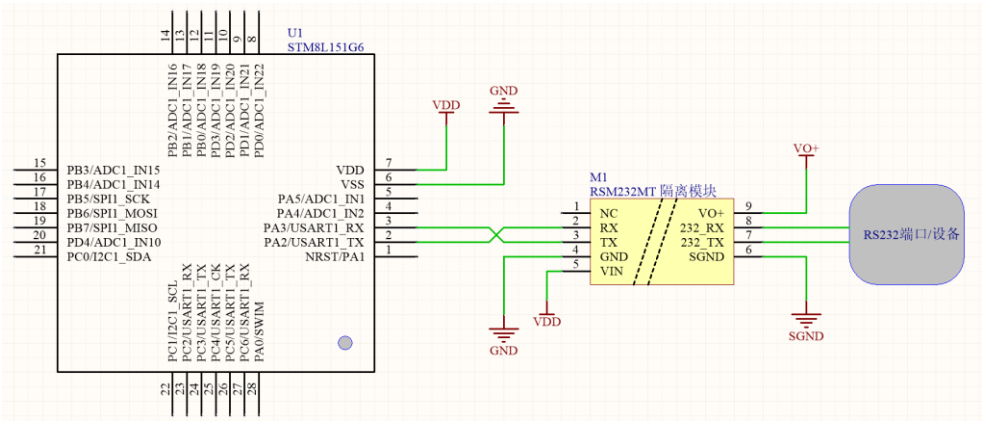 14
13
12
11
10
9
8
U1
STM8L151G6
PB2/ADC1_IN16
PB1/ADC1_IN17
PB0/ADC1_IN18
PD3/ADC1_IN19
PD2/ADC1_IN20
PD1/ADC1_IN21
PD0/ADC1_IN22
VDD
GND
15 PB3/ADC1_IN15
16 PB4/ADC1_IN14
17 PB5/SPI1_SCK
18 PB6/SPI1_MOSI
19 PB7/SPI1_MISO
20 PD4/ADC1_IN10
21 PC0/I2C1_SDA
VDD 7
VSS 6
PA5/ADC1_IN1 5
PA4/ADC1_IN2 4
PA3/USART1_RX 3
PA2/USART1_TX 2
NRST/PA1 1
PC1/I2C1_SCL
PC2/USART1_RX
PC3/USART1_TX
PC4/USART1_CK
PC5/USART1_TX
PC6/USART1_RX
PA0/SWIM
22
23
24
25
26
27
28
M1
RSM232MT 隔离模块
1 NC
2 RX
3 TX
4 GND
5 VIN
VO+ 9
232_RX 8
232_TX 7
SGND 6
GND
VDD
VO+
SGND
RS232端口/设备